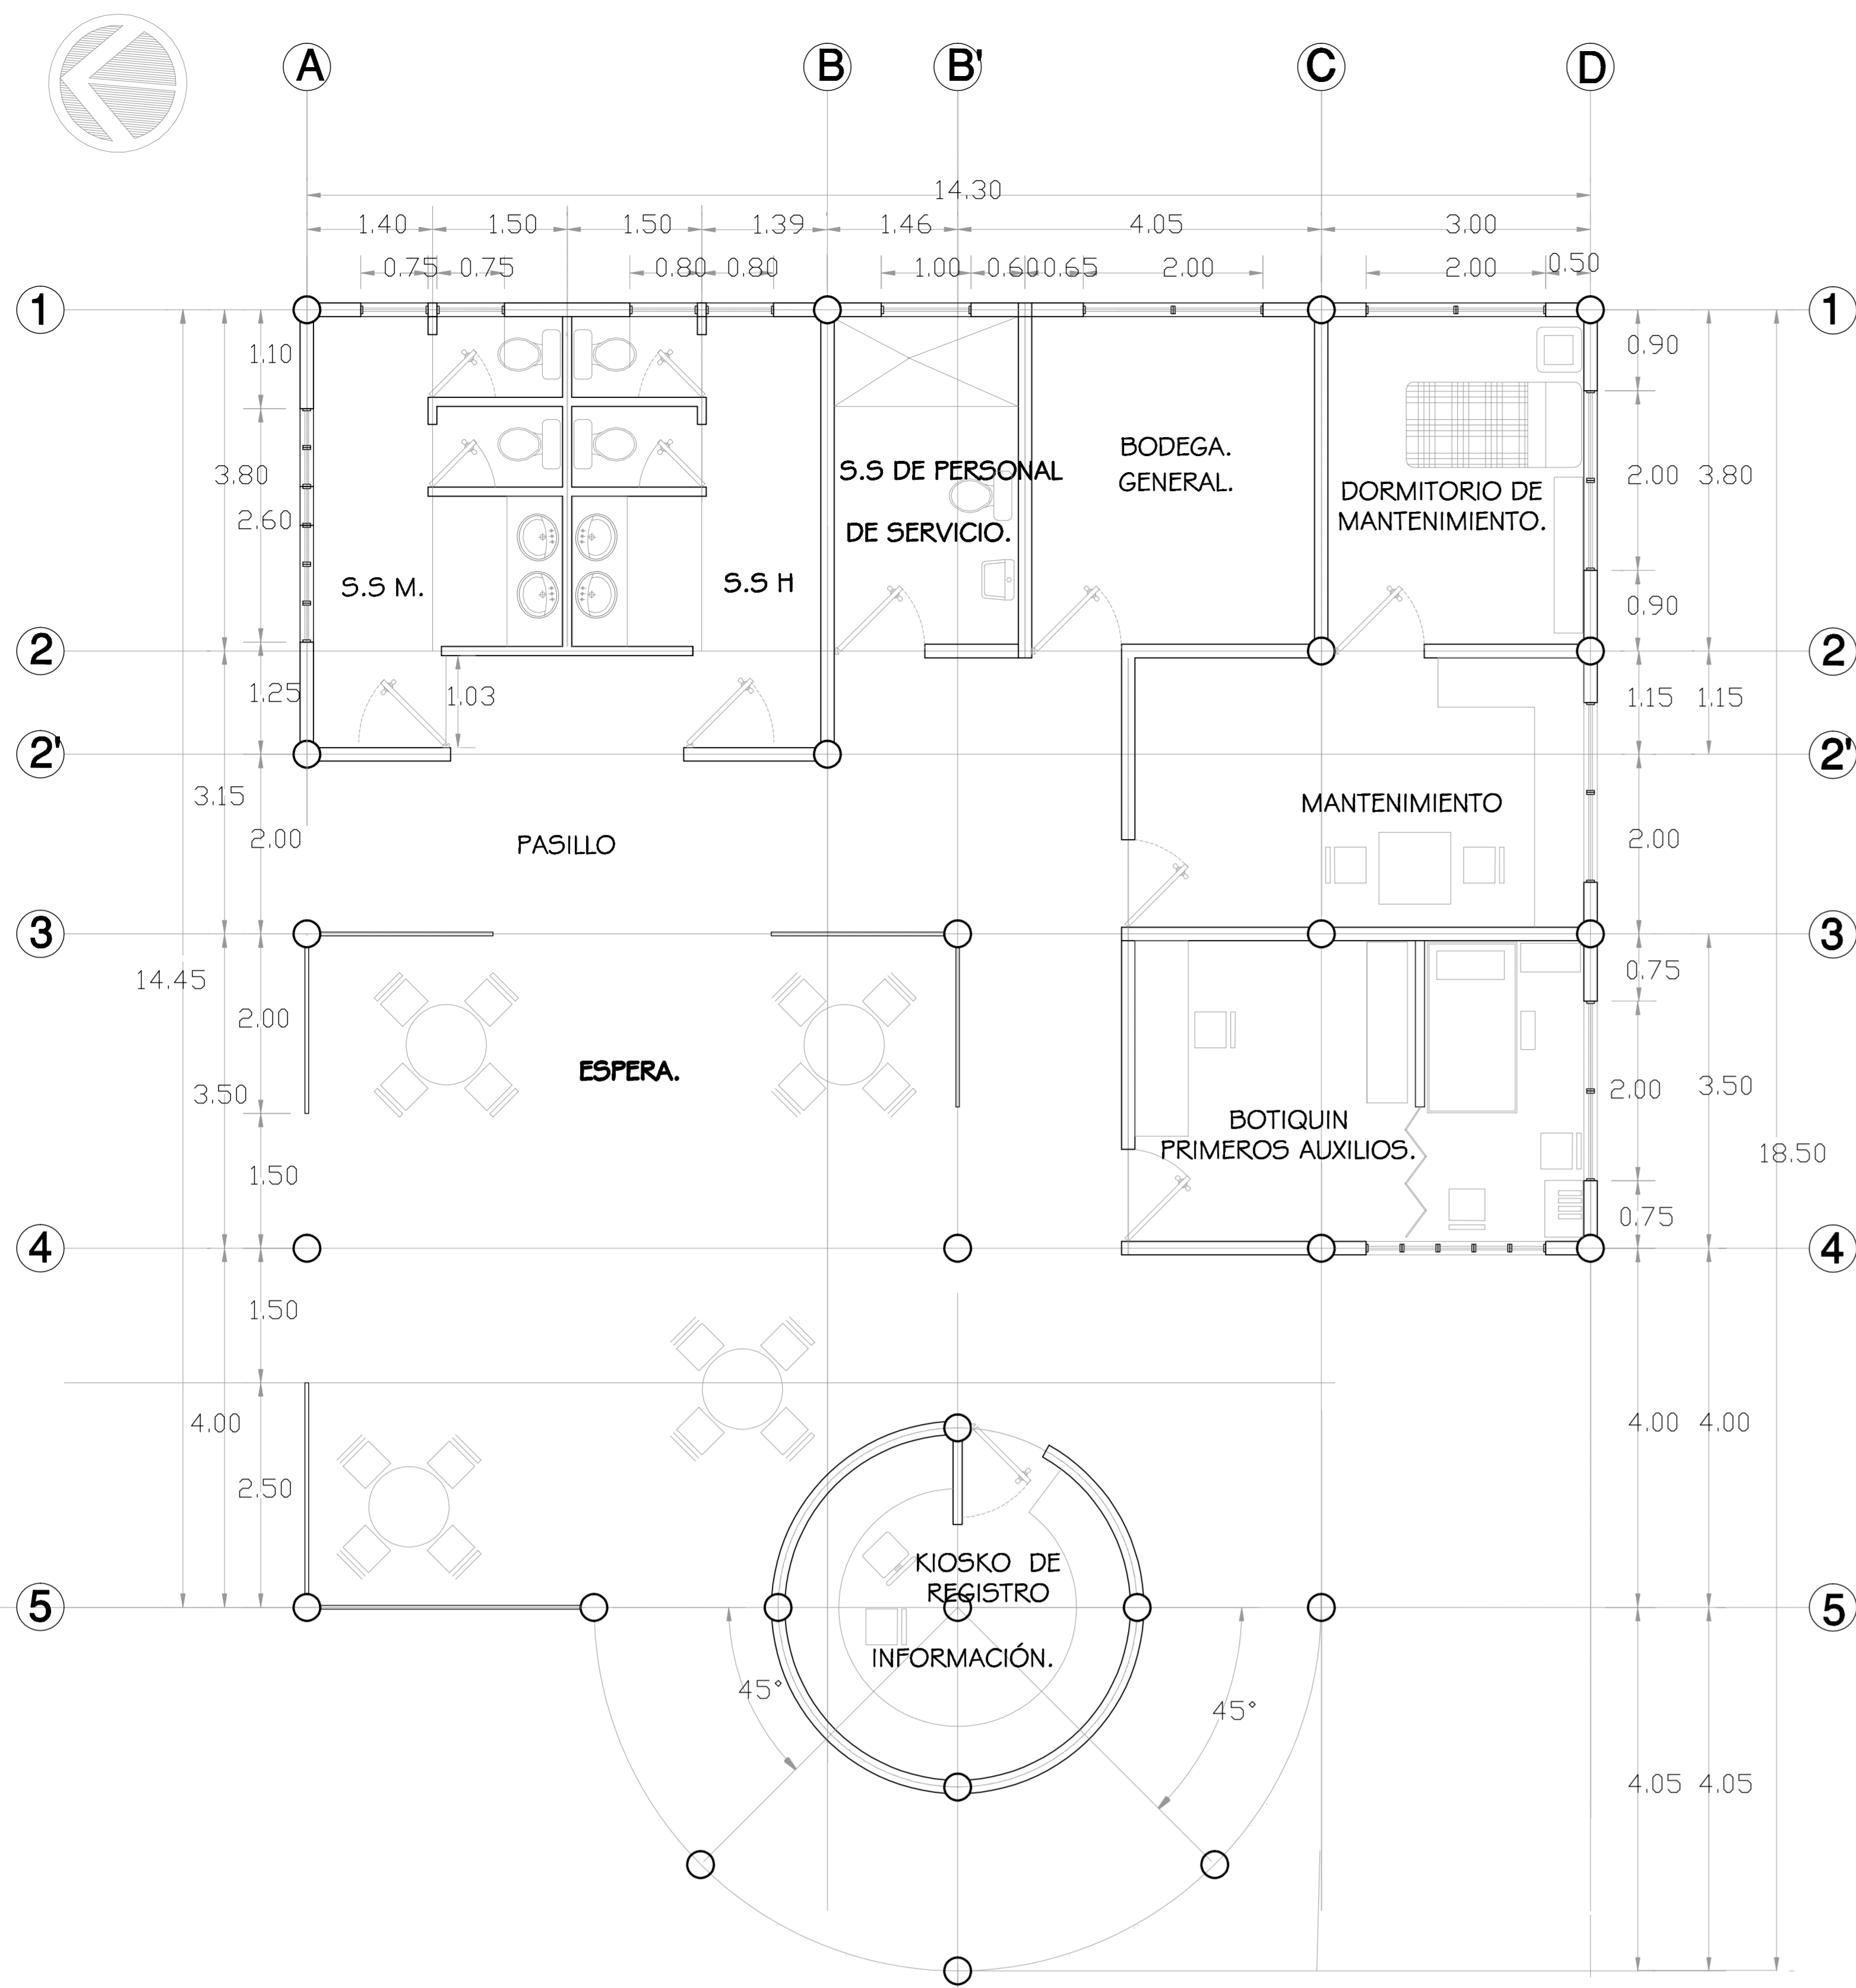 A B B' C D
14.30
1.40 1.50 1.50 1.39 1.46 4.05 3.00
0.75 0.75 0.80 0.80 1.00 0.60 0.65 2.00 2.00 0.50
1 1
1.10 0.90
BODEGA.
GENERAL.
S.S DE PERSONAL
DE SERVICIO.
3.80 2.00 3.80
DORMITORIO DE
MANTENIMIENTO.
2.60
S.S M. S.S H
0.90
2 2
1.25 1.03 1.15 1.15
2' 2'
3.15 MANTENIMIENTO
2.00 PASILLO 2.00
3 3
14.45 0.75
2.00
ESPERA.
3.50 2.00 3.50
BOTIQUIN
PRIMEROS AUXILIOS.
18.50
1.50 0.75
4 4
1.50
4.00 4.00 4.00
2.50
KIOSKO DE
REGISTRO
5 5
INFORMACIÓN.
45° 45°
4.05 4.05